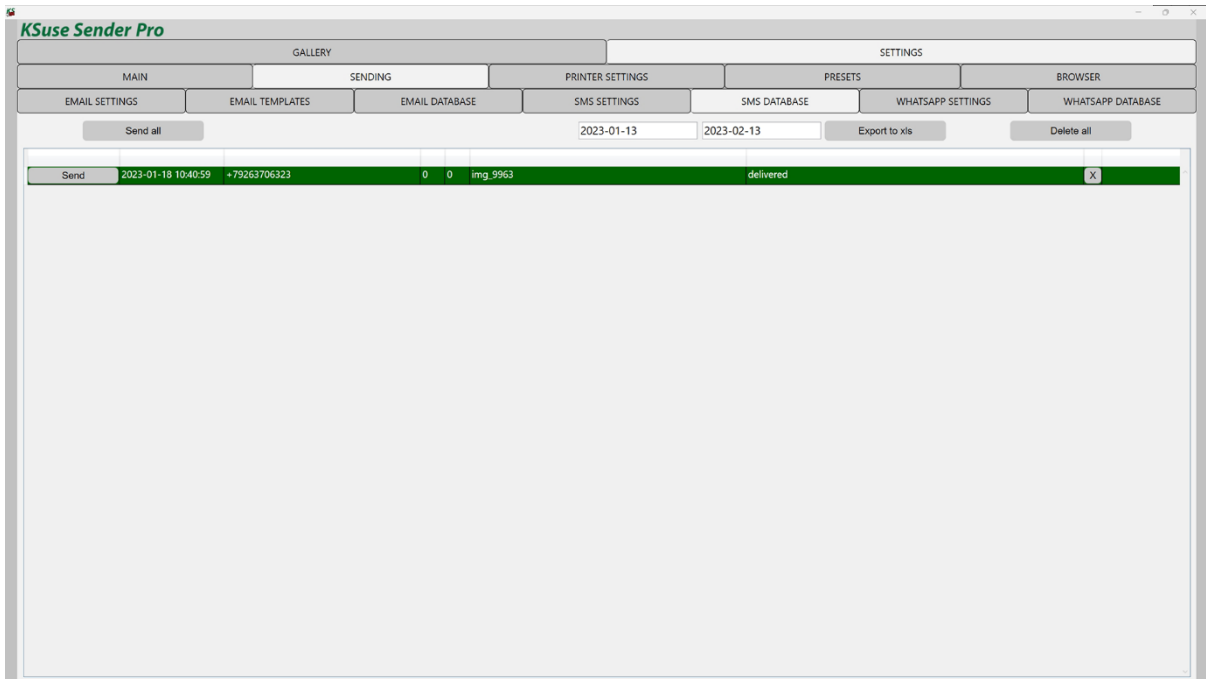 KSuse Sender Pro
GALLERY SETTINGS
MAIN SENDING PRINTER SETTINGS PRESETS BROWSER
EMAIL SETTINGS EMAIL TEMPLATES EMAIL DATABASE SMS SETTINGS SMS DATABASE WHATSAPP SETTINGS WHATSAPP DATABASE
Send all 2023-01-13 2023-02-13 Export to xls Delete all
Send 2023-01-18 10:40:59 +79263706323 0 0 img_9963 delivered X